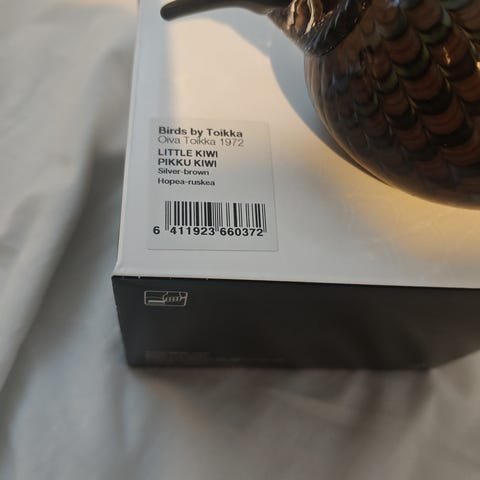 Birds by Toikka
Oiva Toikka 1972
LITTLE KIWI
PIKKU KIWI
Silver-brown
Hopea-ruskea
6 411923 660372